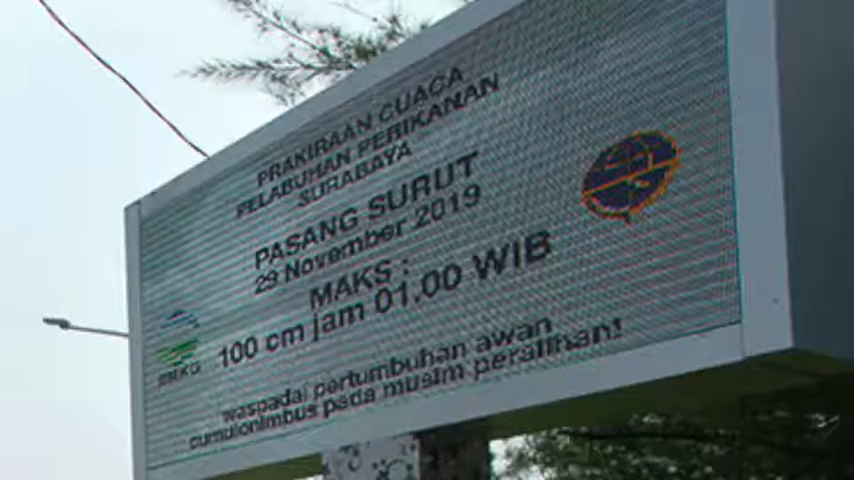 PRAKIRAAN CUACA
PELABUHAN PERIKANAN
SURABAYA
PASANG SURUT
29 November 2019
MAKS :
100 cm jam 01.00 WIB
BMKG
waspadai pertumbuhan awan
cumulonimbus pada musim peralihan!